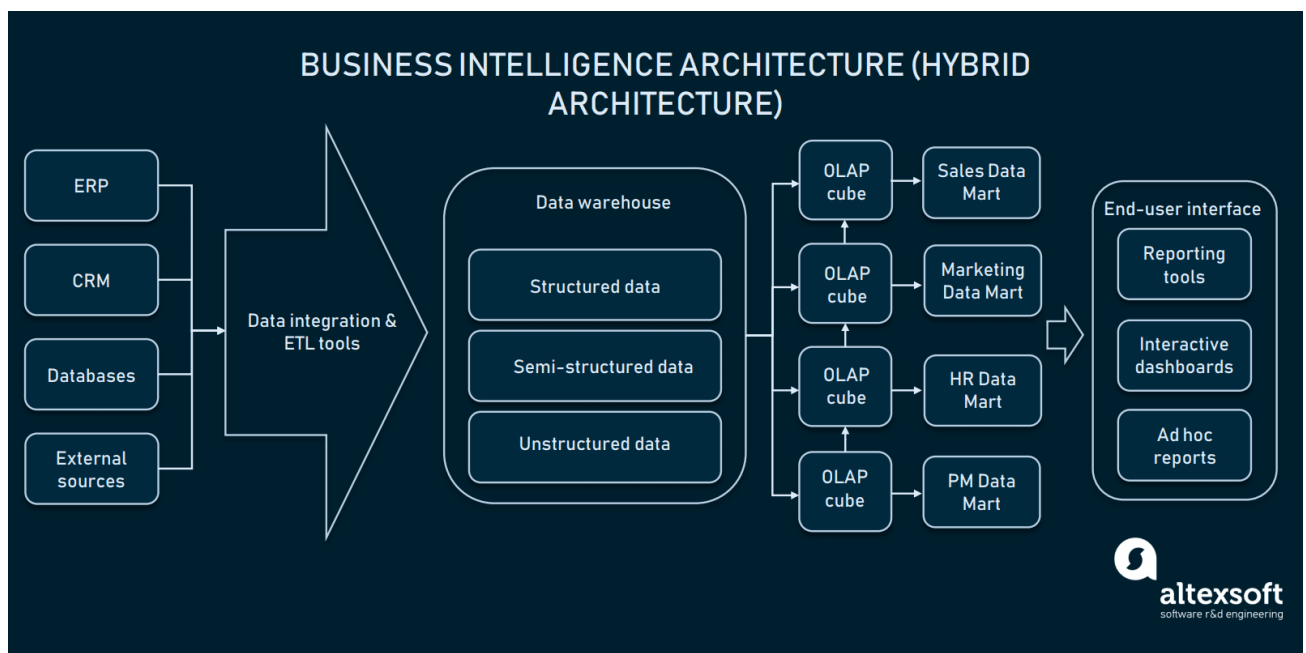 BUSINESS INTELLIGENCE ARCHITECTURE (HYBRID
ARCHITECTURE)
ERP
CRM
Databases
External
sources
Data integration &
ETL tools
Data warehouse
Structured data
Semi-structured data
Unstructured data
OLAP
cube
OLAP
cube
OLAP
cube
OLAP
cube
Sales Data
Mart
Marketing
Data Mart
HR Data
Mart
PM Data
Mart
End-user interface
Reporting
tools
Interactive
dashboards
Ad hoc
reports
altexsoft
software r&d engineering